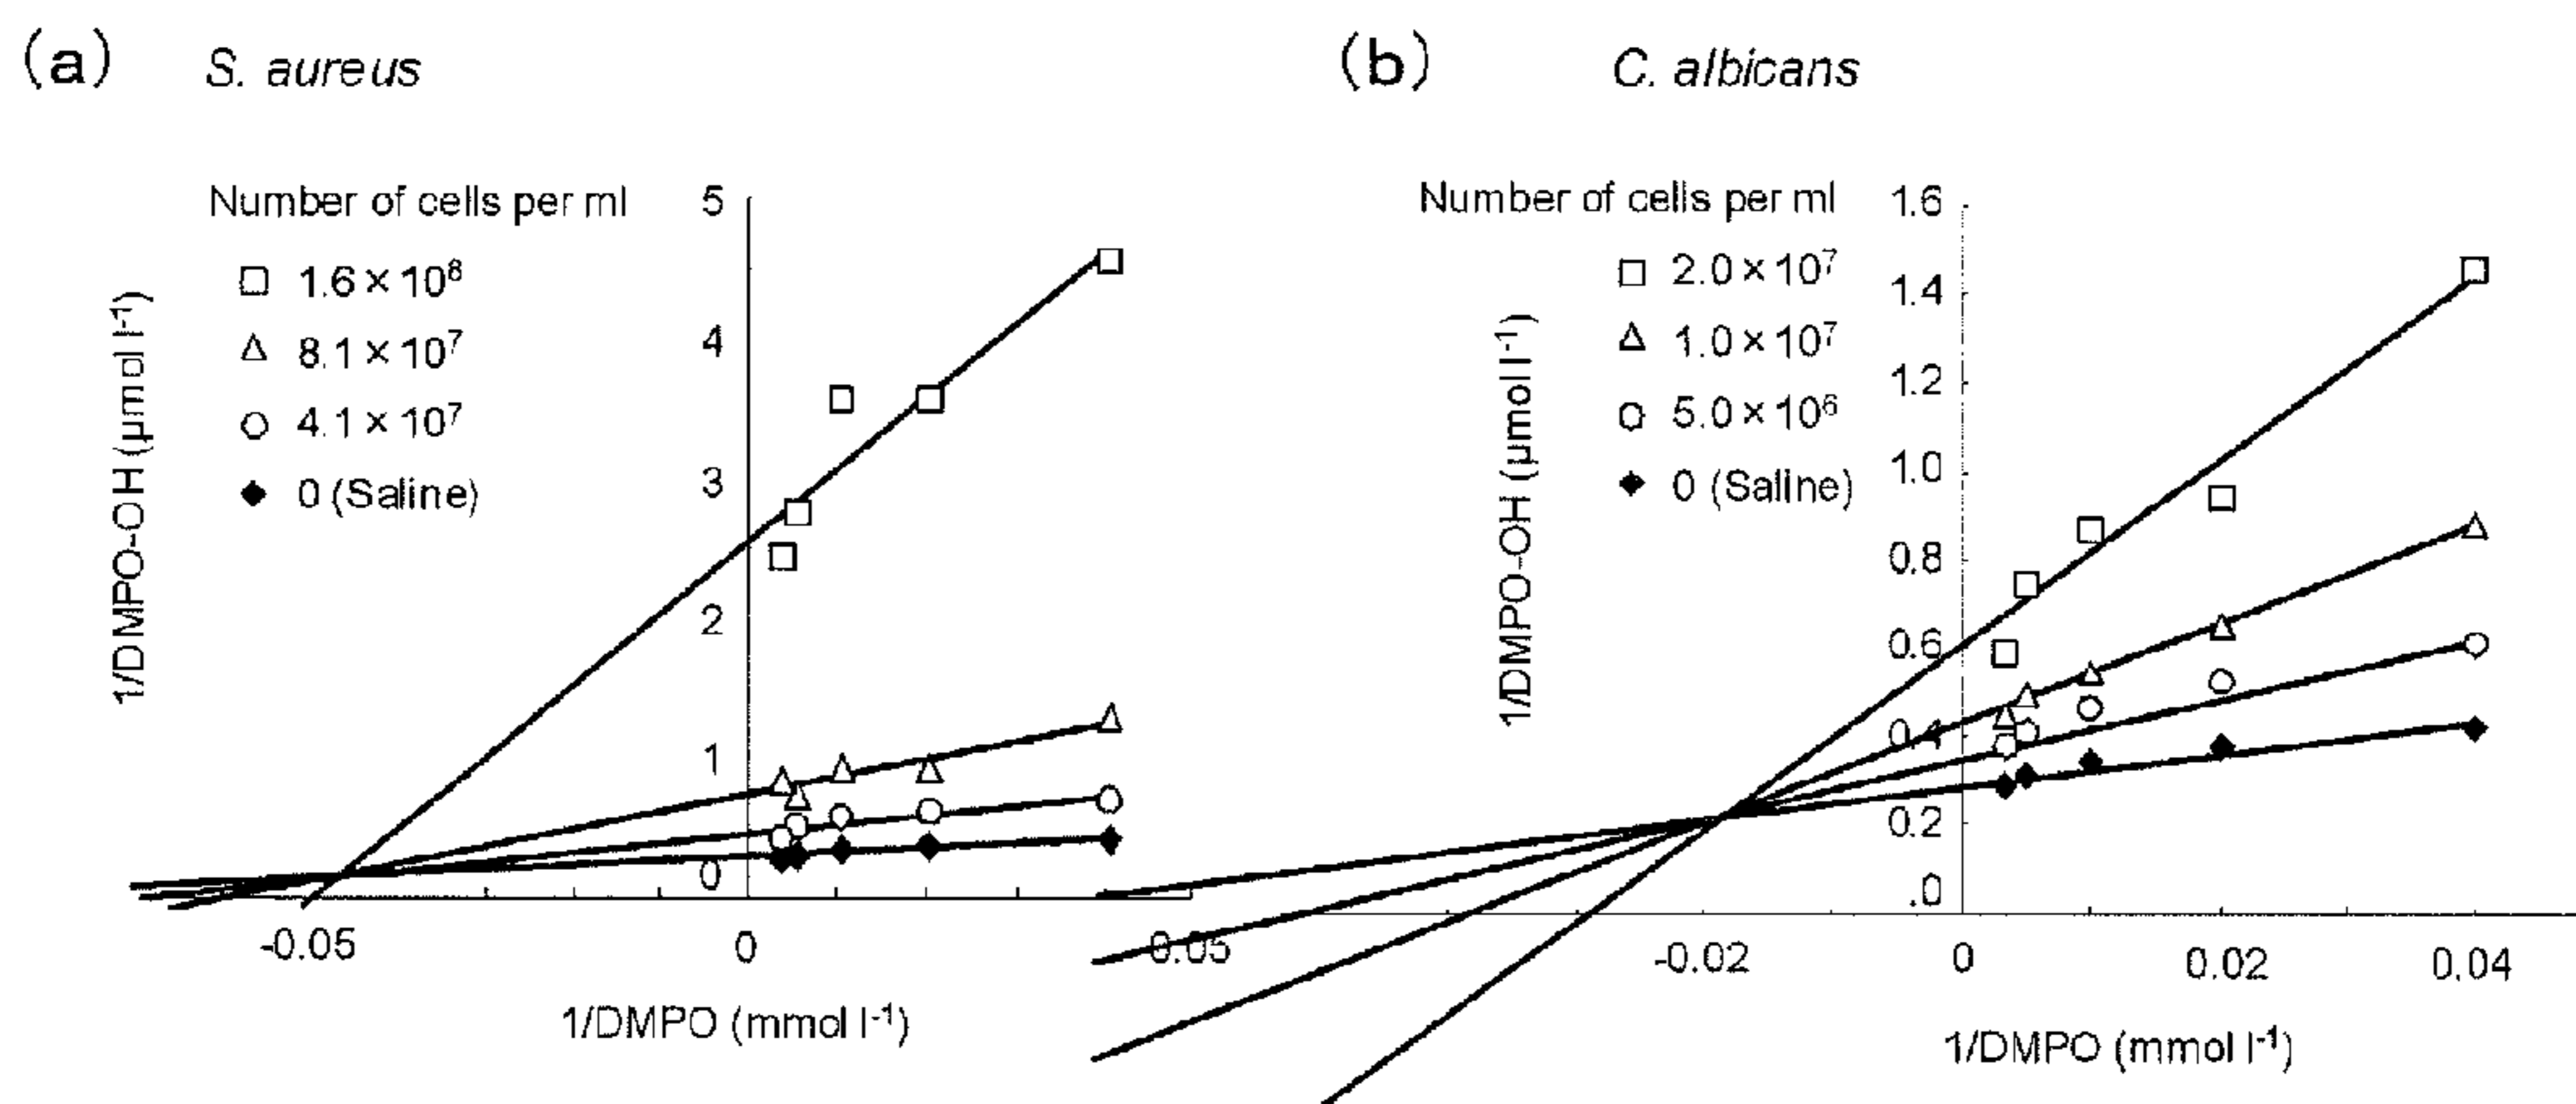 (a) S. aureus
Number of cells per ml
□ 1.6 × 10⁸
△ 8.1 × 10⁷
○ 4.1 × 10⁷
◆ 0 (Saline)
1/DMPO-OH (µmol l⁻¹)
5
4
3
2
1
0
-0.05 0 0.05
1/DMPO (mmol l⁻¹)
(b) C. albicans
Number of cells per ml
□ 2.0 × 10⁷
△ 1.0 × 10⁷
○ 5.0 × 10⁶
◆ 0 (Saline)
1/DMPO-OH (µmol l⁻¹)
1.6
1.4
1.2
1.0
0.8
0.6
0.4
0.2
.0
-0.02 0 0.02 0.04
1/DMPO (mmol l⁻¹)